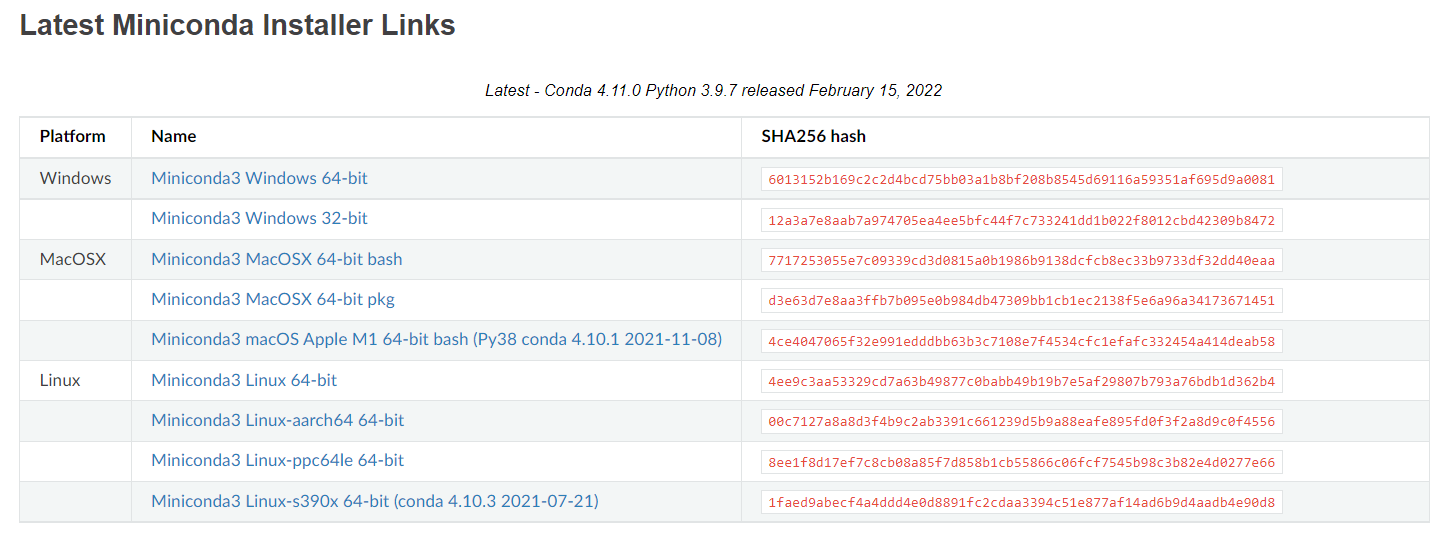 Latest Miniconda Installer Links
Latest - Conda 4.11.0 Python 3.9.7 released February 15, 2022
Platform Name SHA256 hash
Windows Miniconda3 Windows 64-bit 6013152b169c2c2d4bcd75bb03a1b8bf208b8545d69116a59351af695d9a0081
Miniconda3 Windows 32-bit 12a3a7e8aab7a974705ea4ee5bfc44f7c733241dd1b022f8012cbd42309b8472
MacOSX Miniconda3 MacOSX 64-bit bash 7717253055e7c09339cd3d0815a0b1986b9138dcfcb8ec33b9733df32dd40eaa
Miniconda3 MacOSX 64-bit pkg d3e63d7e8aa3ffb7b095e0b984db47309bb1cb1ec2138f5e6a96a34173671451
Miniconda3 macOS Apple M1 64-bit bash (Py38 conda 4.10.1 2021-11-08) 4ce4047065f32e991edddbb63b3c7108e7f4534cfc1efafc332454a414deab58
Linux Miniconda3 Linux 64-bit 4ee9c3aa53329cd7a63b49877c0babb49b19b7e5af29807b793a76bdb1d362b4
Miniconda3 Linux-aarch64 64-bit 00c7127a8a8d3f4b9c2ab3391c661239d5b9a88eafe895fd0f3f2a8d9c0f4556
Miniconda3 Linux-ppc64le 64-bit 8ee1f8d17ef7c8cb08a85f7d858b1cb55866c06fcf7545b98c3b82e4d0277e66
Miniconda3 Linux-s390x 64-bit (conda 4.10.3 2021-07-21) 1faed9abecf4a4ddd4e0d8891fc2cdaa3394c51e877af14ad6b9d4aadb4e90d8